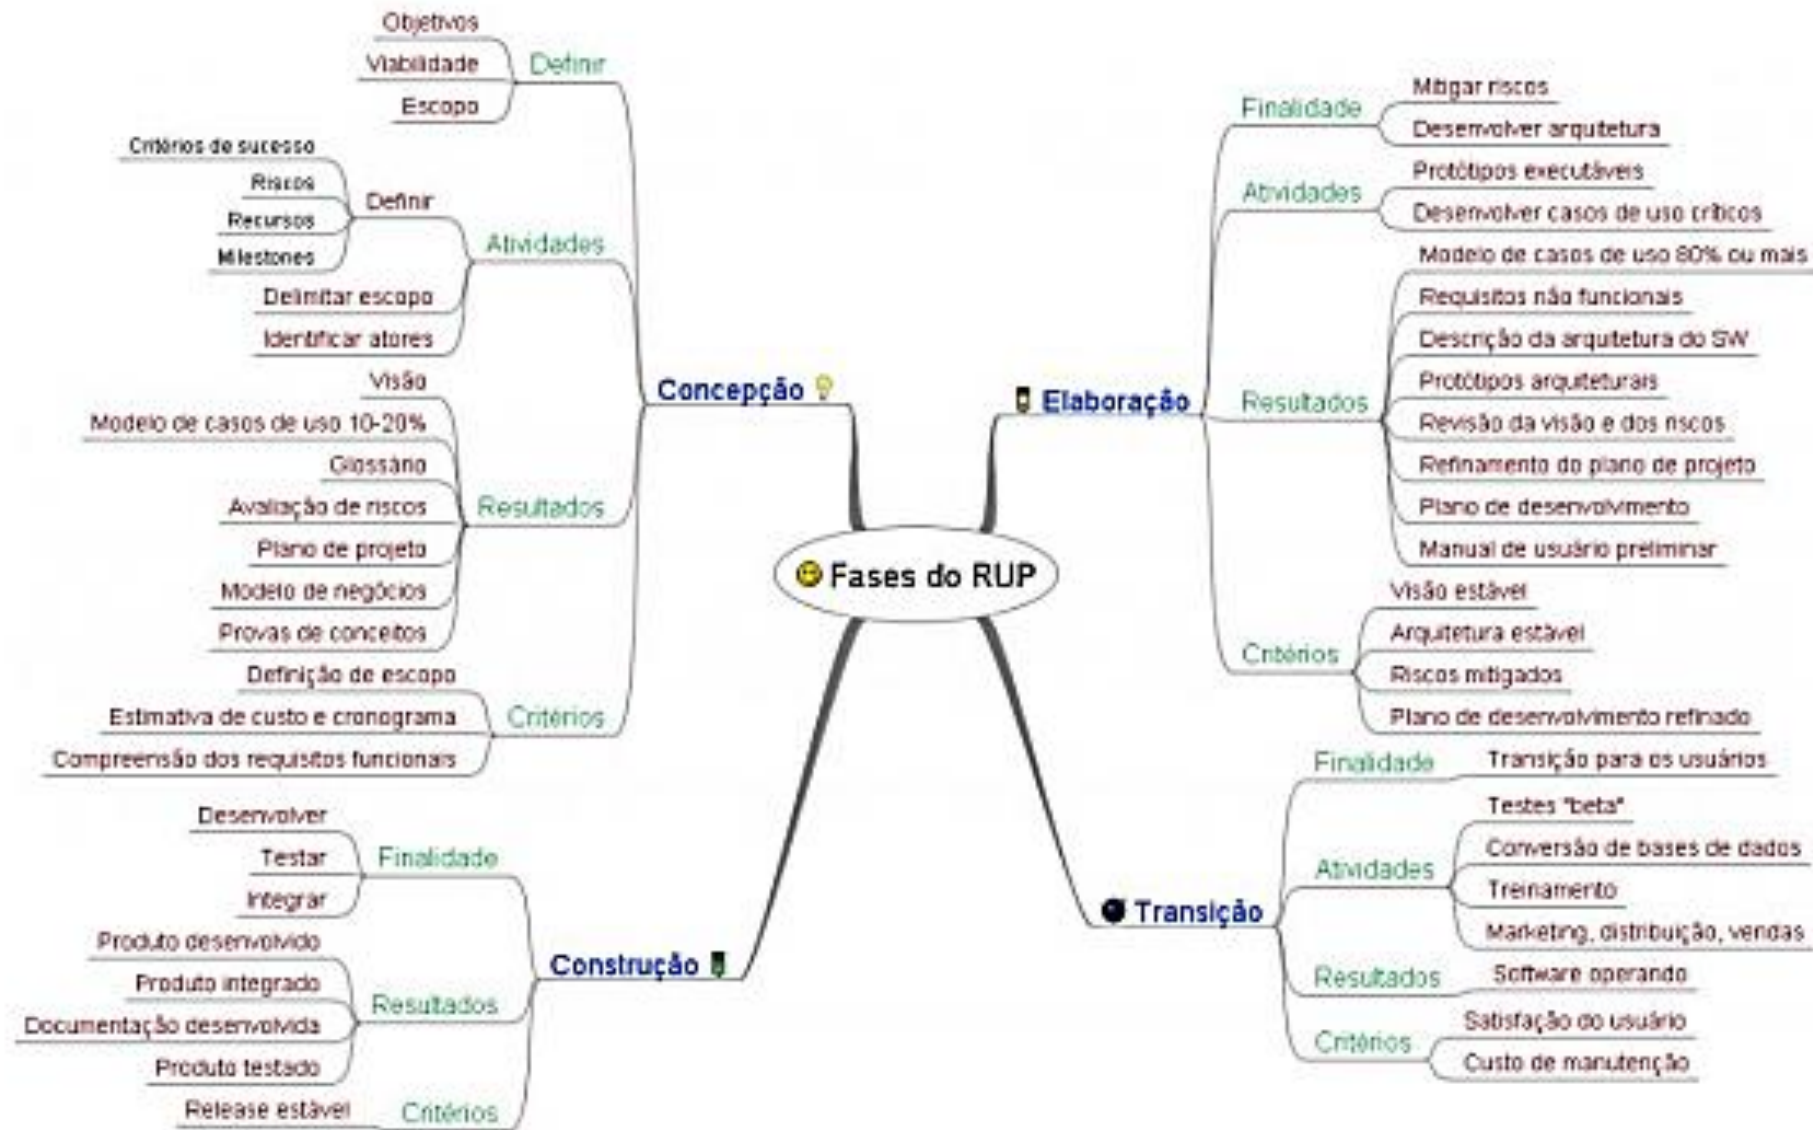 Fases do RUP
Concepção
Definir
Objetivos
Viabilidade
Escopo
Atividades
Definir
Critérios de sucesso
Riscos
Recursos
Milestones
Delimitar escopo
Identificar atores
Resultados
Visão
Modelo de casos de uso 10-20%
Glossário
Avaliação de riscos
Plano de projeto
Modelo de negócios
Provas de conceitos
Critérios
Definição de escopo
Estimativa de custo e cronograma
Compreensão dos requisitos funcionais
Elaboração
Finalidade
Mitigar riscos
Desenvolver arquitetura
Atividades
Protótipos executáveis
Desenvolver casos de uso críticos
Resultados
Modelo de casos de uso 80% ou mais
Requisitos não funcionais
Descrição da arquitetura do SW
Protótipos arquiteturais
Revisão da visão e dos riscos
Refinamento do plano de projeto
Plano de desenvolvimento
Manual de usuário preliminar
Critérios
Visão estável
Arquitetura estável
Riscos mitigados
Plano de desenvolvimento refinado
Construção
Finalidade
Desenvolver
Testar
Integrar
Resultados
Produto desenvolvido
Produto integrado
Documentação desenvolvida
Produto testado
Critérios
Release estável
Transição
Finalidade
Transição para os usuários
Atividades
Testes "beta"
Conversão de bases de dados
Treinamento
Marketing, distribuição, vendas
Resultados
Software operando
Critérios
Satisfação do usuário
Custo de manutenção